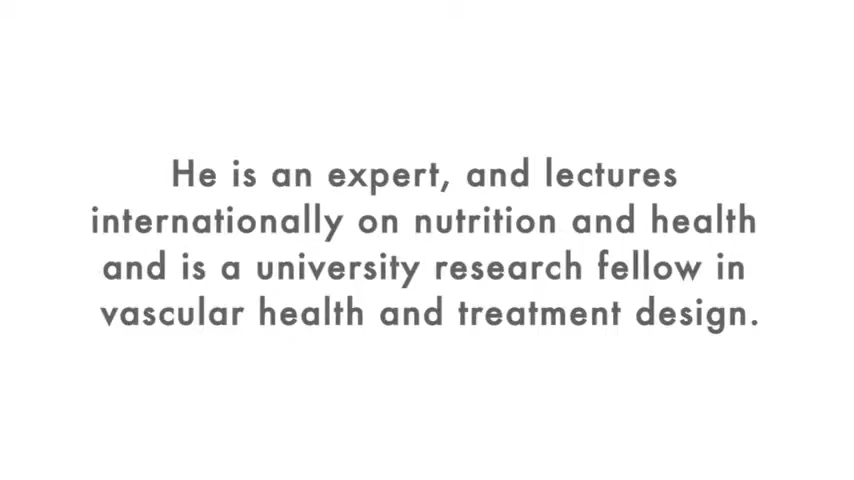 He is an expert, and lectures
internationally on nutrition and health
and is a university research fellow in
vascular health and treatment design.